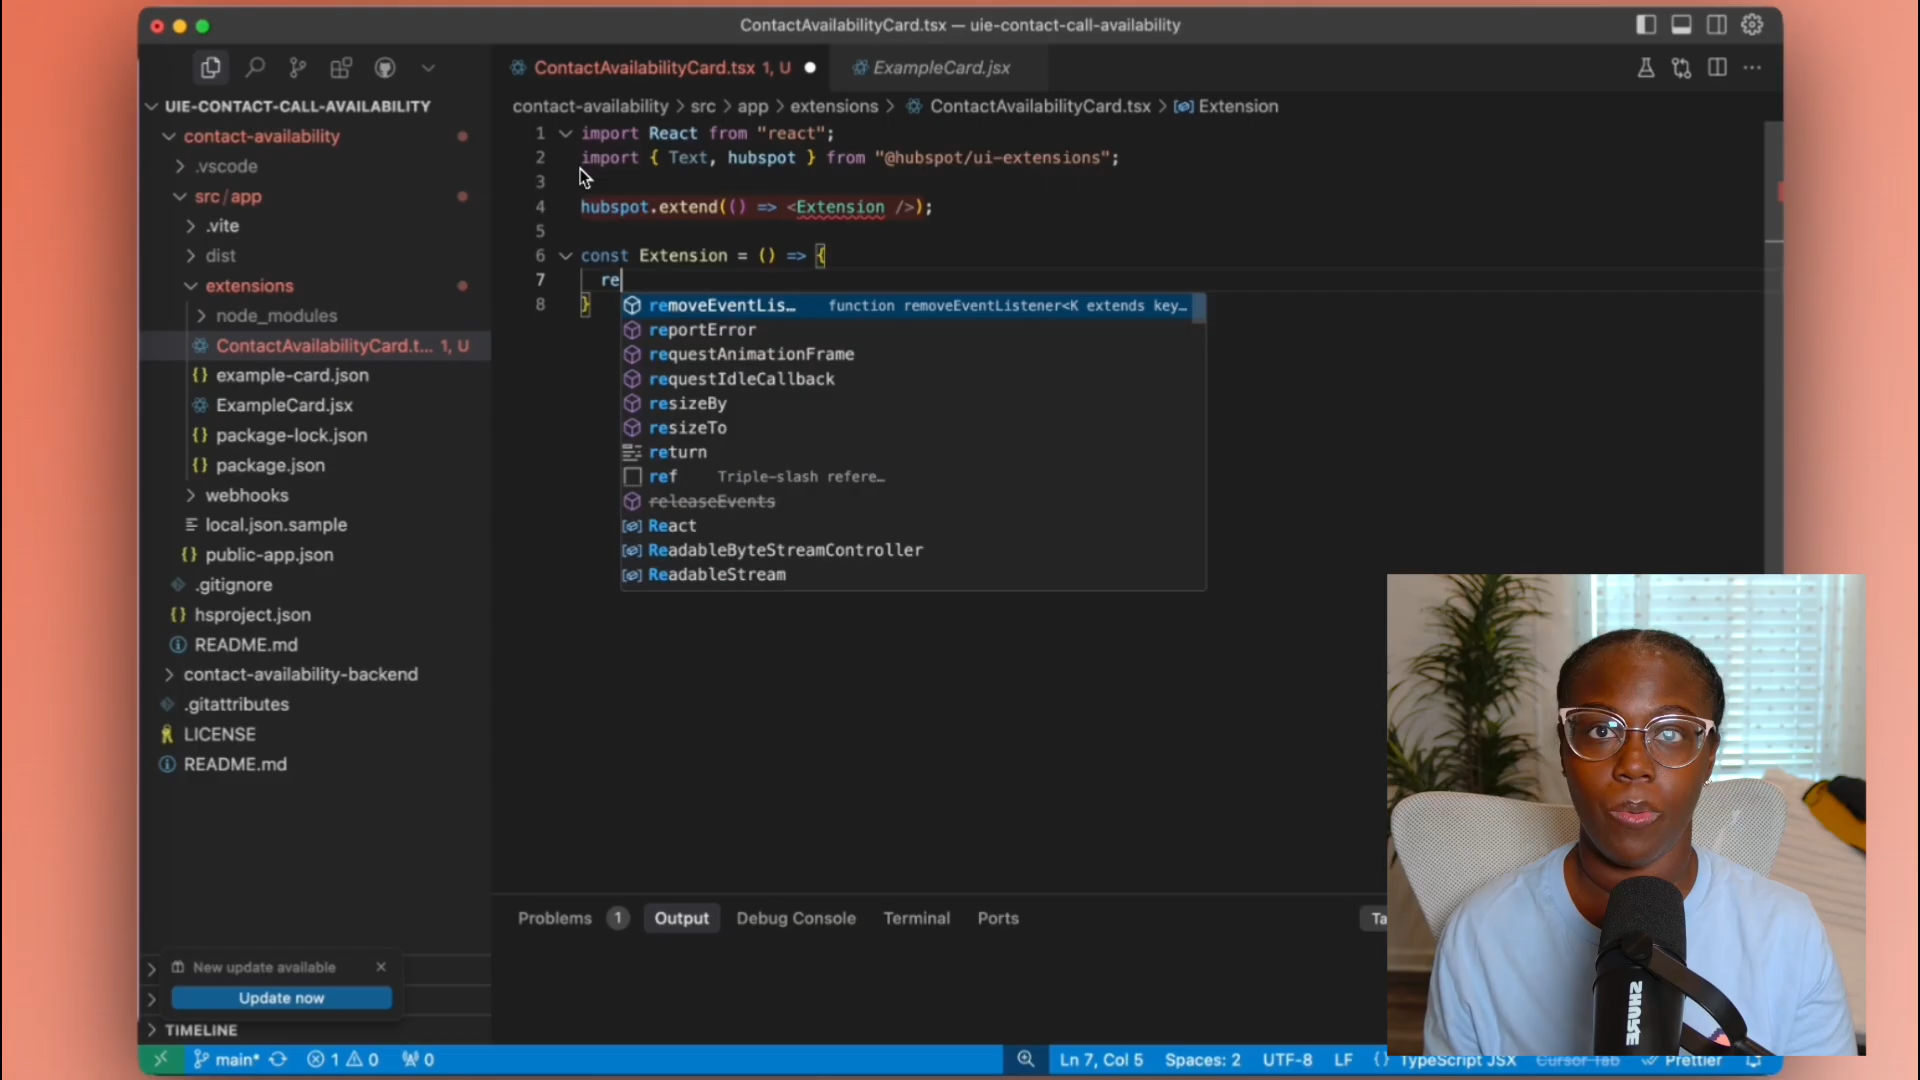 ContactAvailabilityCard.tsx — uie-contact-call-availability
ContactAvailabilityCard.tsx 1, U
ExampleCard.jsx
UIE-CONTACT-CALL-AVAILABILITY
contact-availability
.vscode
src/app
.vite
dist
extensions
node_modules
ContactAvailabilityCard.t... 1, U
example-card.json
ExampleCard.jsx
package-lock.json
package.json
webhooks
local.json.sample
public-app.json
.gitignore
hsproject.json
README.md
contact-availability-backend
.gitattributes
LICENSE
README.md
New update available
Update now
TIMELINE
contact-availability > src > app > extensions > ContactAvailabilityCard.tsx > Extension
1 import React from "react";
2 import { Text, hubspot } from "@hubspot/ui-extensions";
3
4 hubspot.extend(() => <Extension />);
5
6 const Extension = () => {
7 re
8 }
removeEventLis... function removeEventListener<K extends key...
reportError
requestAnimationFrame
requestIdleCallback
resizeBy
resizeTo
return
ref Triple-slash refere...
releaseEvents
React
ReadableByteStreamController
ReadableStream
Problems 1 Output Debug Console Terminal Ports Ta
SHURE
main* 1 0 0 Ln 7, Col 5 Spaces: 2 UTF-8 LF {} TypeScript JSX Cursor Tab Prettier